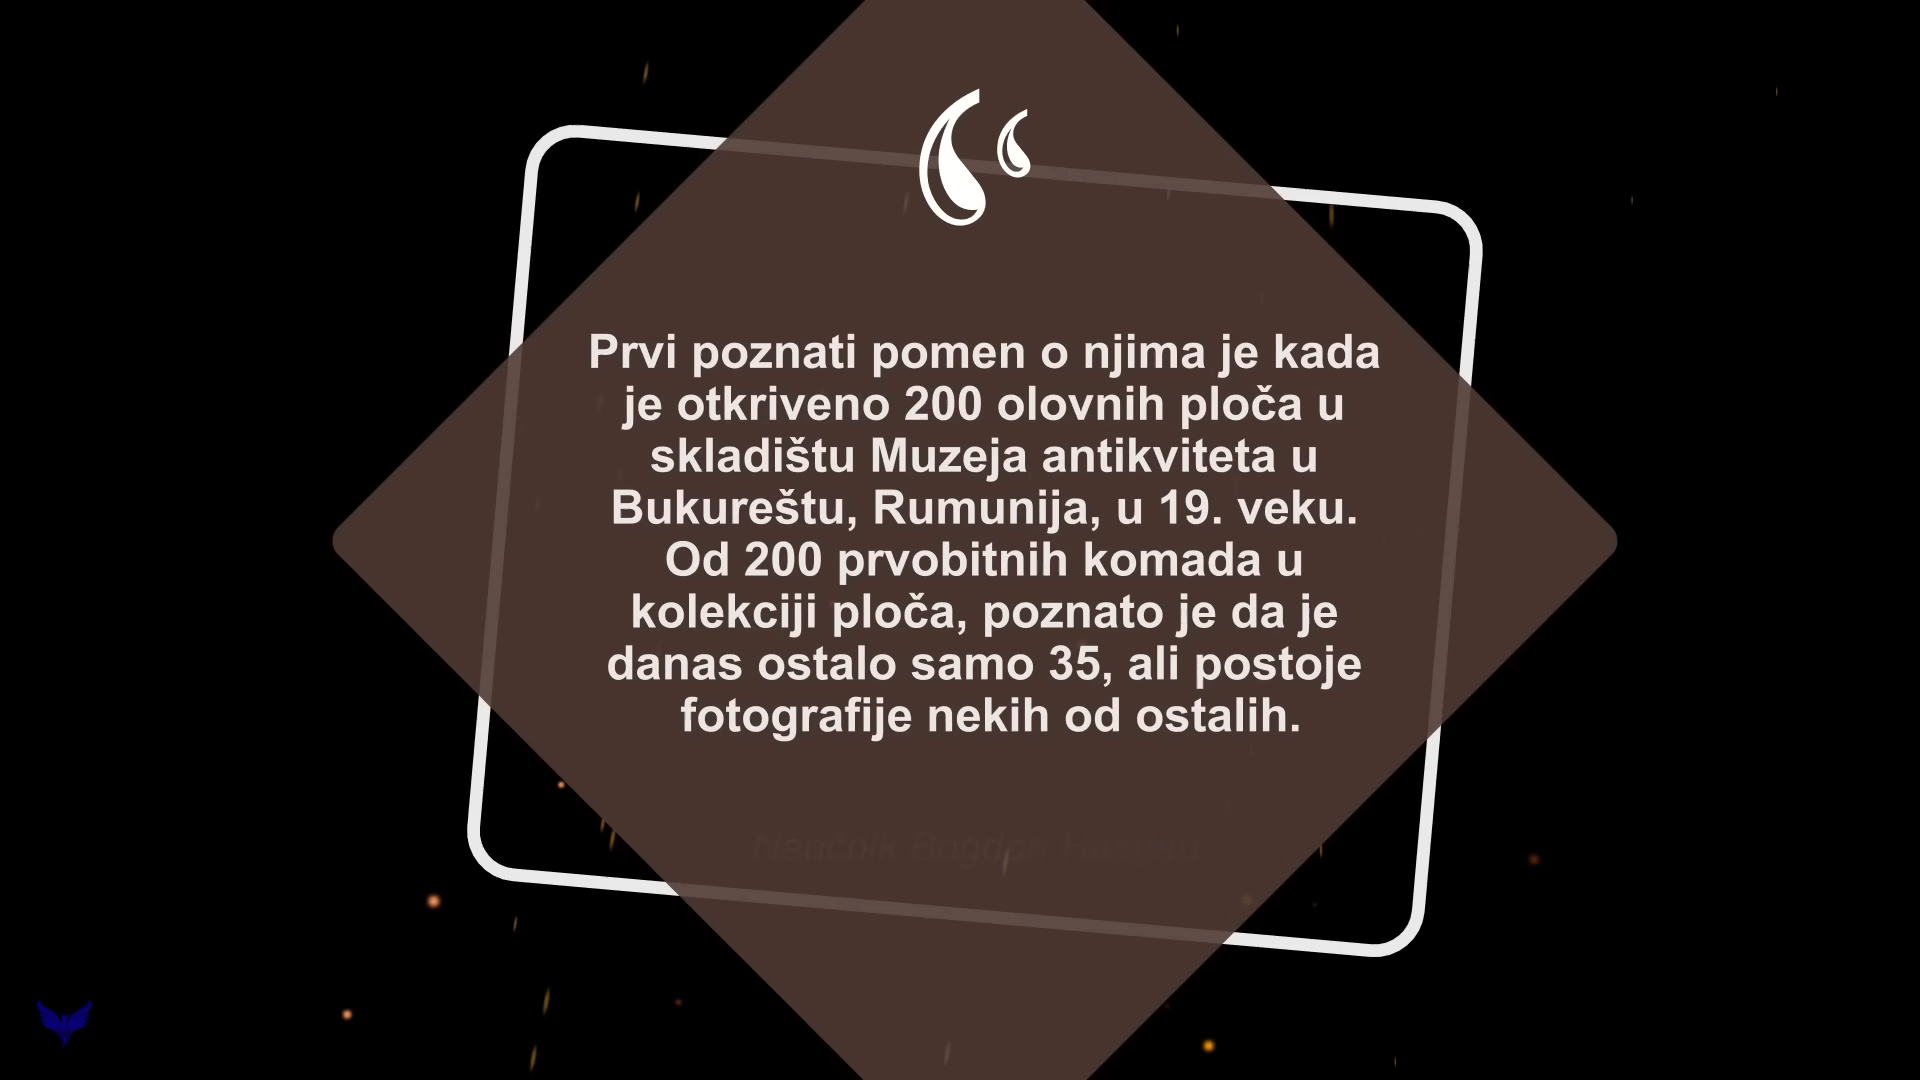 Prvi poznati pomen o njima je kada
je otkriveno 200 olovnih ploča u
skladištu Muzeja antikviteta u
Bukureštu, Rumunija, u 19. veku.
Od 200 prvobitnih komada u
kolekciji ploča, poznato je da je
danas ostalo samo 35, ali postoje
fotografije nekih od ostalih.
Naučnik Bogdan